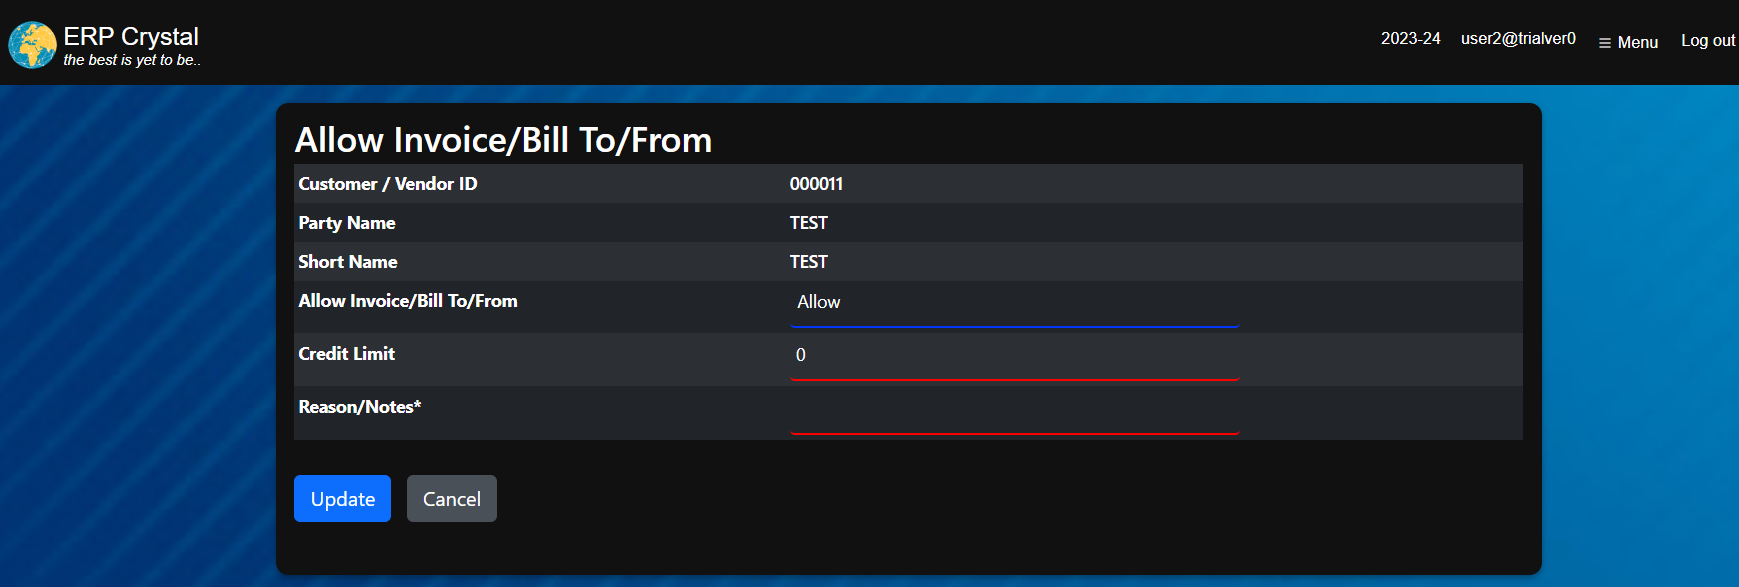 ERP Crystal
the best is yet to be..
2023-24 user2@trialver0 Menu Log out
Allow Invoice/Bill To/From
Customer / Vendor ID 000011
Party Name TEST
Short Name TEST
Allow Invoice/Bill To/From Allow
Credit Limit 0
Reason/Notes*
Update Cancel